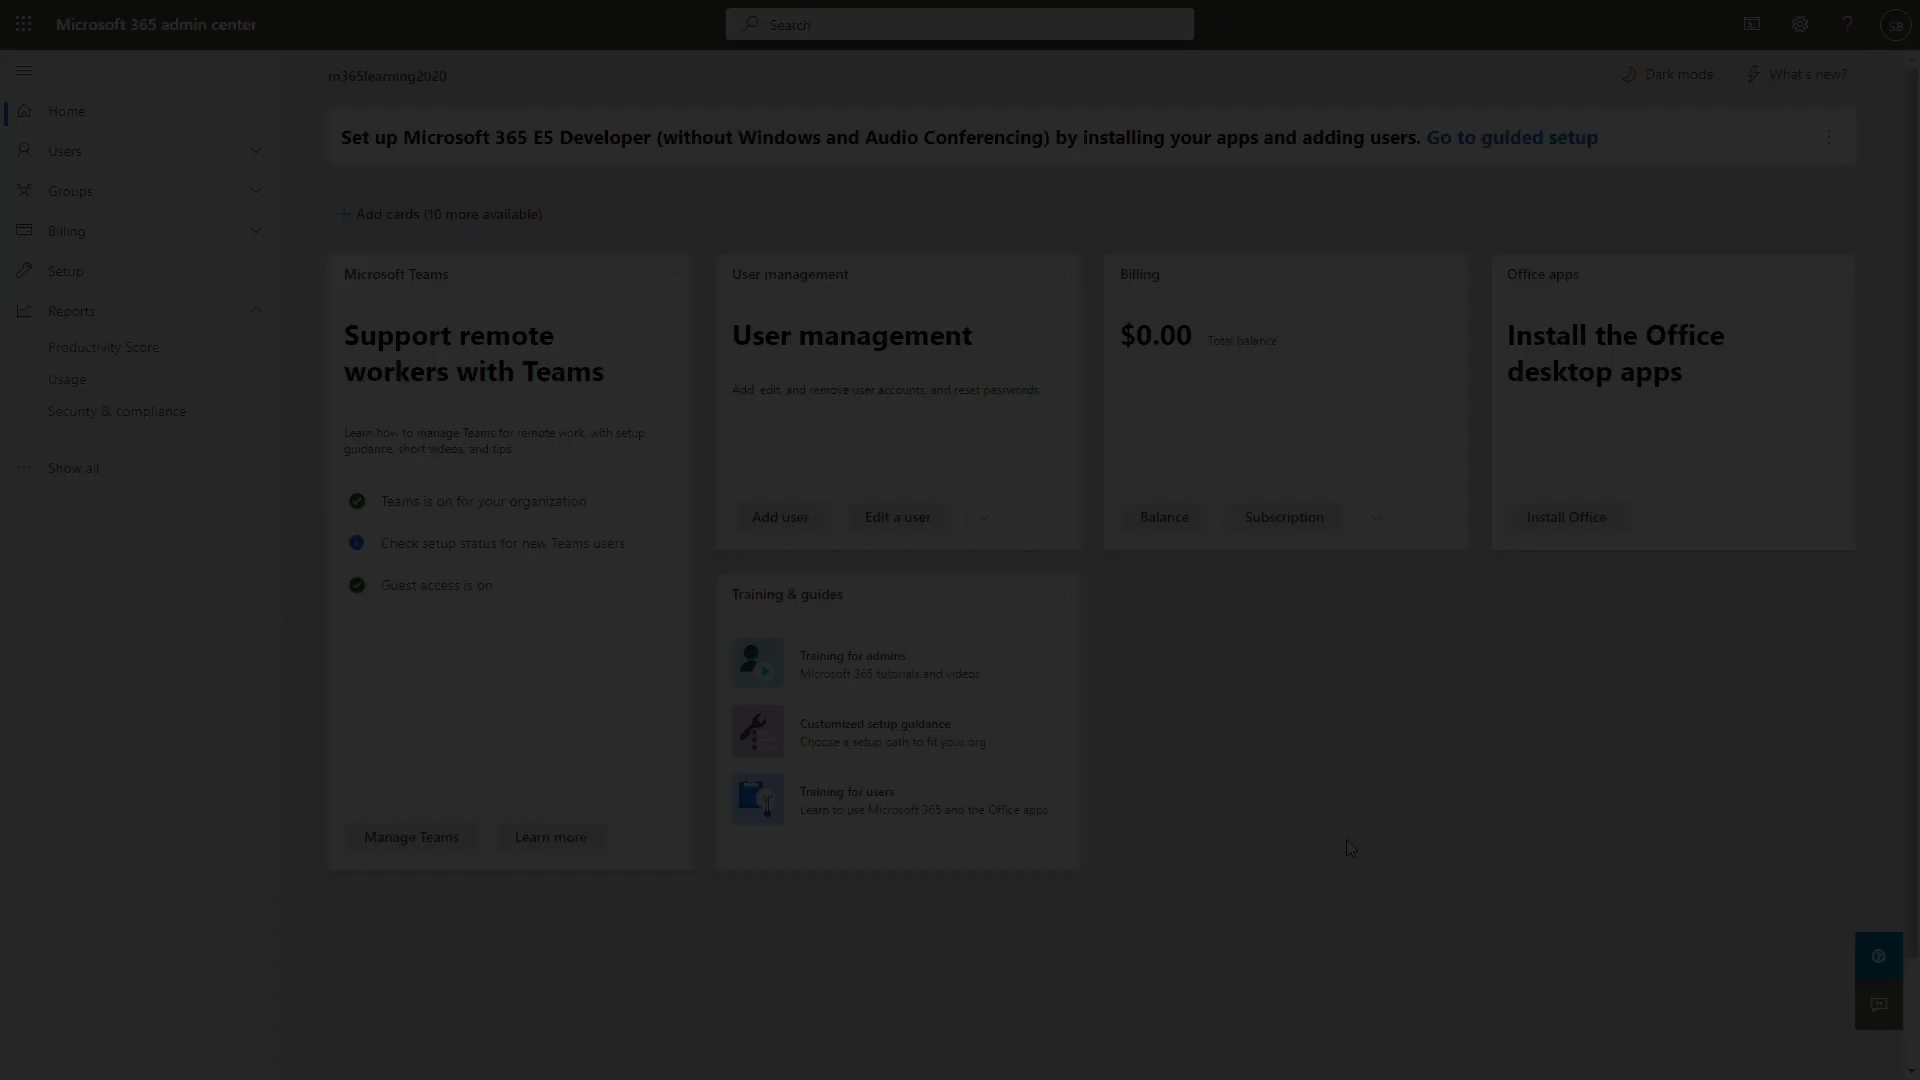 Microsoft 365 admin center
Search
SB
m365learning2020
Dark mode
What's new?
Home
Users
Groups
Billing
Setup
Reports
Productivity Score
Usage
Security & compliance
Show all
Set up Microsoft 365 E5 Developer (without Windows and Audio Conferencing) by installing your apps and adding users. Go to guided setup
Add cards (10 more available)
Microsoft Teams
Support remote
workers with Teams
Learn how to manage Teams for remote work, with setup
guidance, short videos, and tips.
Teams is on for your organization
Check setup status for new Teams users
Guest access is on
Manage Teams
Learn more
User management
User management
Add, edit, and remove user accounts, and reset passwords.
Add user
Edit a user
Billing
$0.00 Total balance
Balance
Subscription
Office apps
Install the Office
desktop apps
Install Office
Training & guides
Training for admins
Microsoft 365 tutorials and videos
Customized setup guidance
Choose a setup path to fit your org
Training for users
Learn to use Microsoft 365 and the Office apps